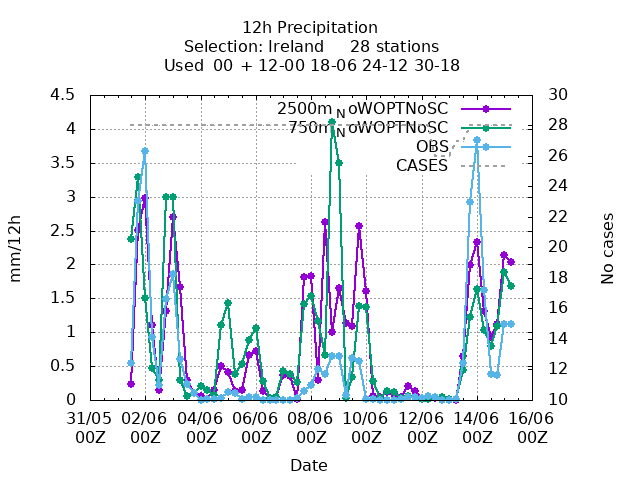 12h Precipitation
Selection: Ireland 28 stations
Used 00 + 12-00 18-06 24-12 30-18
4.5
4
3.5
3
2.5
2
1.5
1
0.5
0
mm/12h
30
28
26
24
22
20
18
16
14
12
10
No cases
2500m_NoWOPTNoSC
750m_NoWOPTNoSC
OBS
CASES
31/05 02/06 04/06 06/06 08/06 10/06 12/06 14/06 16/06
00Z 00Z 00Z 00Z 00Z 00Z 00Z 00Z 00Z
Date